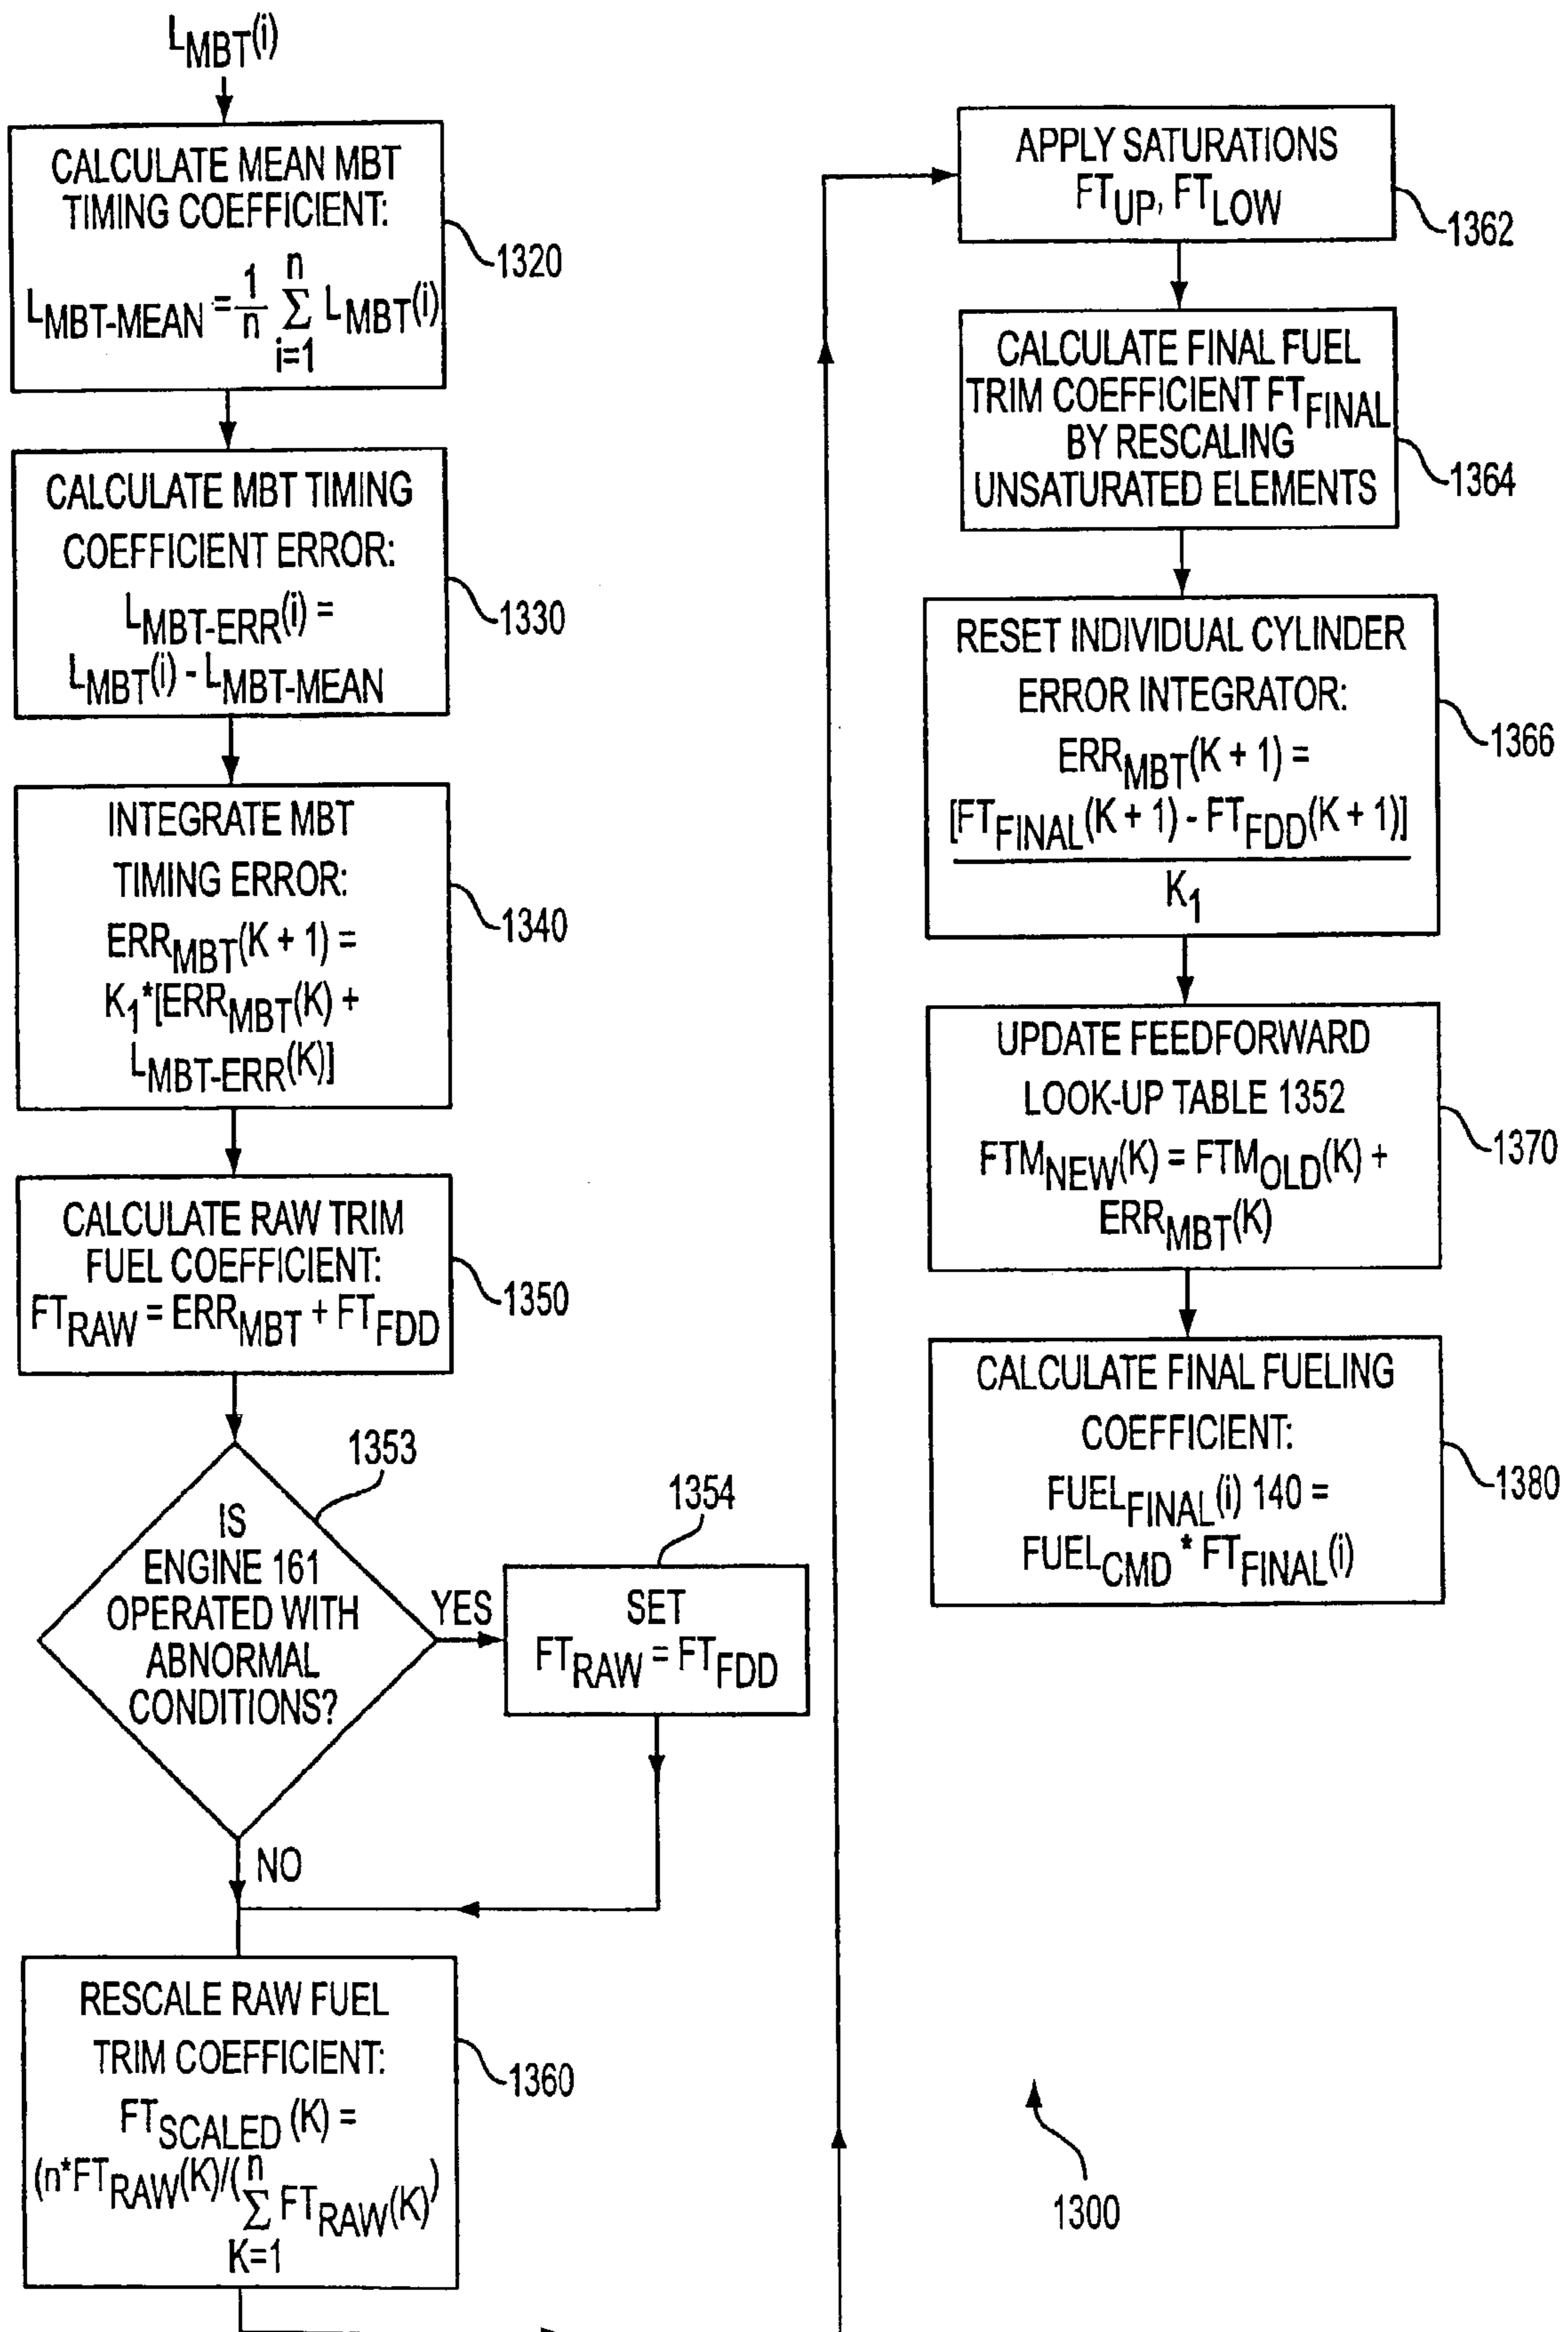 LMBT(i)
CALCULATE MEAN MBT
TIMING COEFFICIENT:
LMBT-MEAN = 1/n n Σ i=1 LMBT(i)
1320
CALCULATE MBT TIMING
COEFFICIENT ERROR:
LMBT-ERR(i) =
LMBT(i) - LMBT-MEAN
1330
INTEGRATE MBT
TIMING ERROR:
ERRMBT(K + 1) =
K1*[ERRMBT(K) +
LMBT-ERR(K)]
1340
CALCULATE RAW TRIM
FUEL COEFFICIENT:
FTRAW = ERRMBT + FTFDD
1350
1353
IS
ENGINE 161
OPERATED WITH
ABNORMAL
CONDITIONS?
YES
NO
1354
SET
FTRAW = FTFDD
RESCALE RAW FUEL
TRIM COEFFICIENT:
FTSCALED (K) =
(n*FTRAW(K)/( n Σ K=1 FTRAW(K))
1360
APPLY SATURATIONS
FTUP, FTLOW
1362
CALCULATE FINAL FUEL
TRIM COEFFICIENT FTFINAL
BY RESCALING
UNSATURATED ELEMENTS
1364
RESET INDIVIDUAL CYLINDER
ERROR INTEGRATOR:
ERRMBT(K + 1) =
[FTFINAL(K + 1) - FTFDD(K + 1)]
K1
1366
UPDATE FEEDFORWARD
LOOK-UP TABLE 1352
FTMNEW(K) = FTMOLD(K) +
ERRMBT(K)
1370
CALCULATE FINAL FUELING
COEFFICIENT:
FUELFINAL(i) 140 =
FUELCMD * FTFINAL(i)
1380
1300